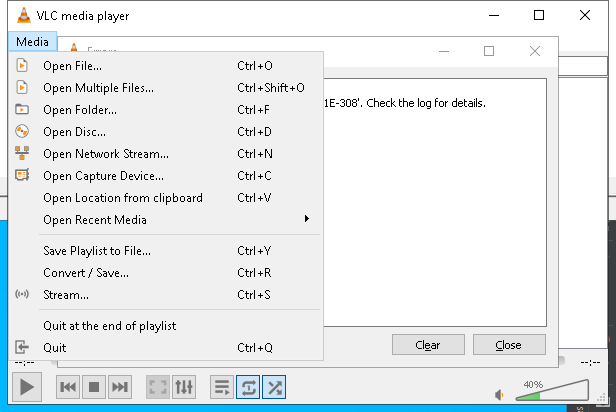 VLC media player
Media
Open File... Ctrl+O
Open Multiple Files... Ctrl+Shift+O
1E-308'. Check the log for details.
Open Folder... Ctrl+F
Open Disc... Ctrl+D
Open Network Stream... Ctrl+N
Open Capture Device... Ctrl+C
Open Location from clipboard Ctrl+V
Open Recent Media
Save Playlist to File... Ctrl+Y
Convert / Save... Ctrl+R
Stream... Ctrl+S
Quit at the end of playlist
Quit Ctrl+Q
Clear Close
--:-- --:--
40%